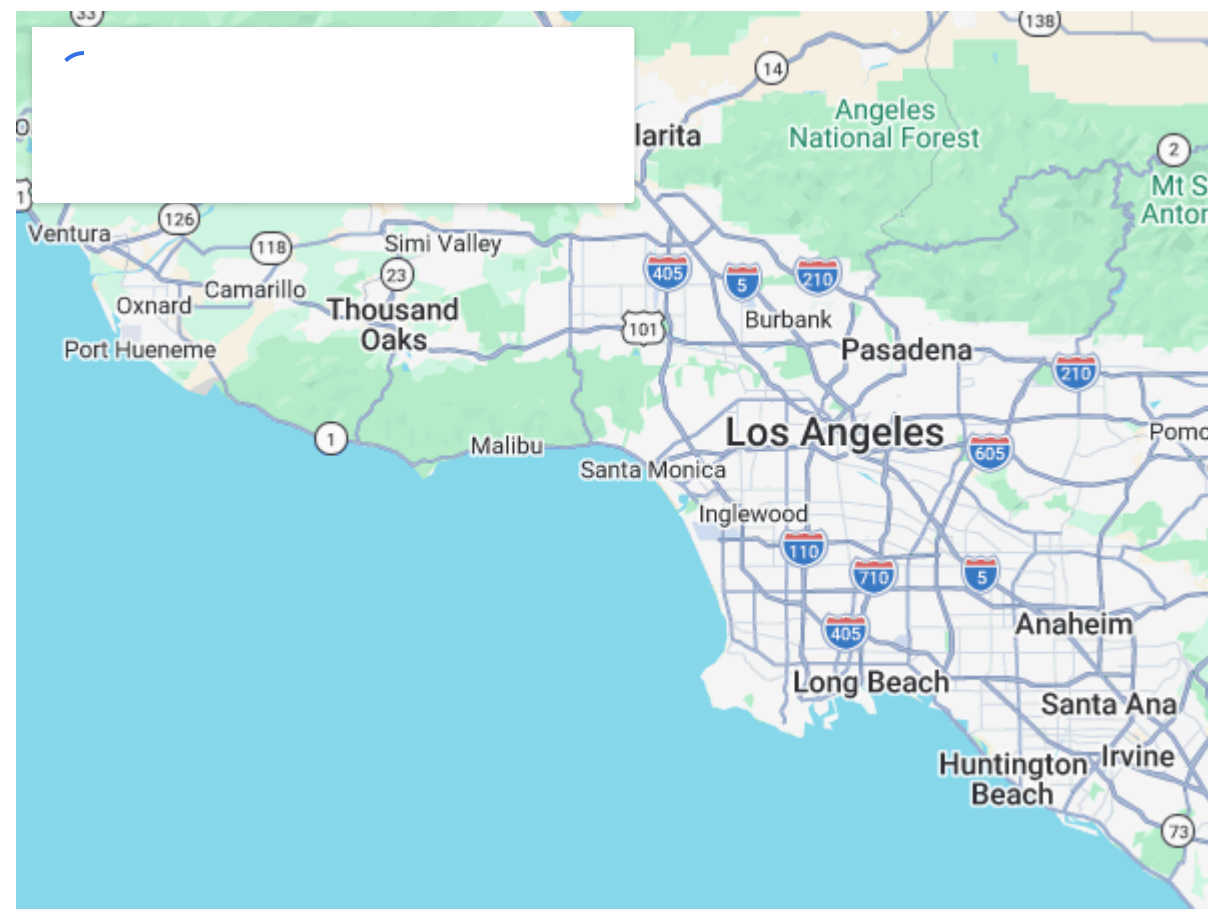 33
138
14
Angeles
National Forest
larita
2
Mt S
Antor
1
126
Ventura
118
Simi Valley
23
405
5
210
Camarillo
Oxnard
Thousand
Oaks
101
Burbank
Port Hueneme
Pasadena
210
1
Malibu
Los Angeles
Pomo
605
Santa Monica
Inglewood
110
710
5
405
Anaheim
Long Beach
Santa Ana
Irvine
Huntington
Beach
73